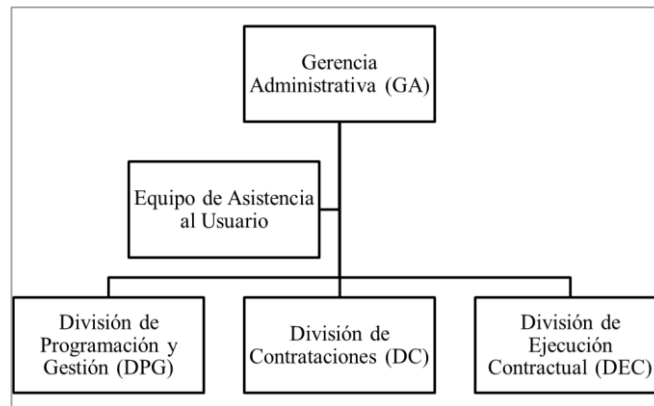 Gerencia
Administrativa (GA)
Equipo de Asistencia
al Usuario
División de
Programación y
Gestión (DPG)
División de
Contrataciones (DC)
División de
Ejecución
Contractual (DEC)